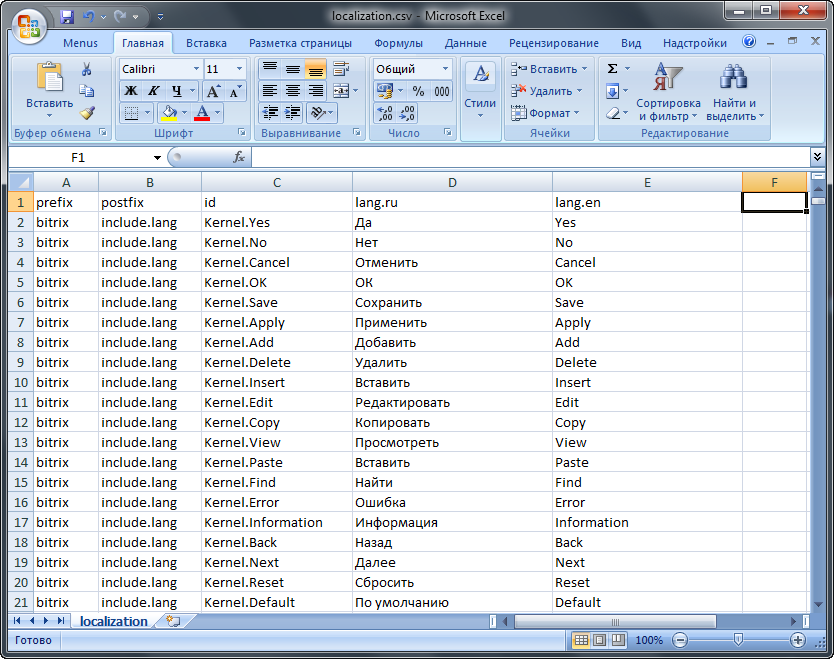 localization.csv - Microsoft Excel
Menus Главная Вставка Разметка страницы Формулы Данные Рецензирование Вид Надстройки
Calibri 11 Общий Вставить Σ
Ж К Ч А А % 000 Удалить
Вставить Стили Формат Сортировка и фильтр Найти и выделить
Буфер обмена Шрифт Выравнивание Число Ячейки Редактирование
F1 fx
A B C D E F
1 prefix postfix id lang.ru lang.en
2 bitrix include.lang Kernel.Yes Да Yes
3 bitrix include.lang Kernel.No Нет No
4 bitrix include.lang Kernel.Cancel Отменить Cancel
5 bitrix include.lang Kernel.OK ОК OK
6 bitrix include.lang Kernel.Save Сохранить Save
7 bitrix include.lang Kernel.Apply Применить Apply
8 bitrix include.lang Kernel.Add Добавить Add
9 bitrix include.lang Kernel.Delete Удалить Delete
10 bitrix include.lang Kernel.Insert Вставить Insert
11 bitrix include.lang Kernel.Edit Редактировать Edit
12 bitrix include.lang Kernel.Copy Копировать Copy
13 bitrix include.lang Kernel.View Просмотреть View
14 bitrix include.lang Kernel.Paste Вставить Paste
15 bitrix include.lang Kernel.Find Найти Find
16 bitrix include.lang Kernel.Error Ошибка Error
17 bitrix include.lang Kernel.Information Информация Information
18 bitrix include.lang Kernel.Back Назад Back
19 bitrix include.lang Kernel.Next Далее Next
20 bitrix include.lang Kernel.Reset Сбросить Reset
21 bitrix include.lang Kernel.Default По умолчанию Default
localization
Готово 100%